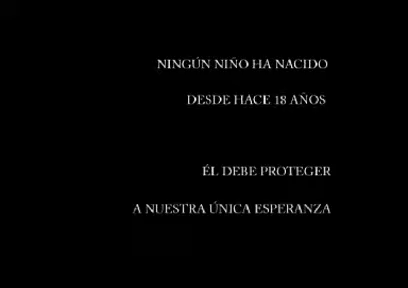 NINGÚN NIÑO HA NACIDO
DESDE HACE 18 AÑOS
ÉL DEBE PROTEGER
A NUESTRA ÚNICA ESPERANZA